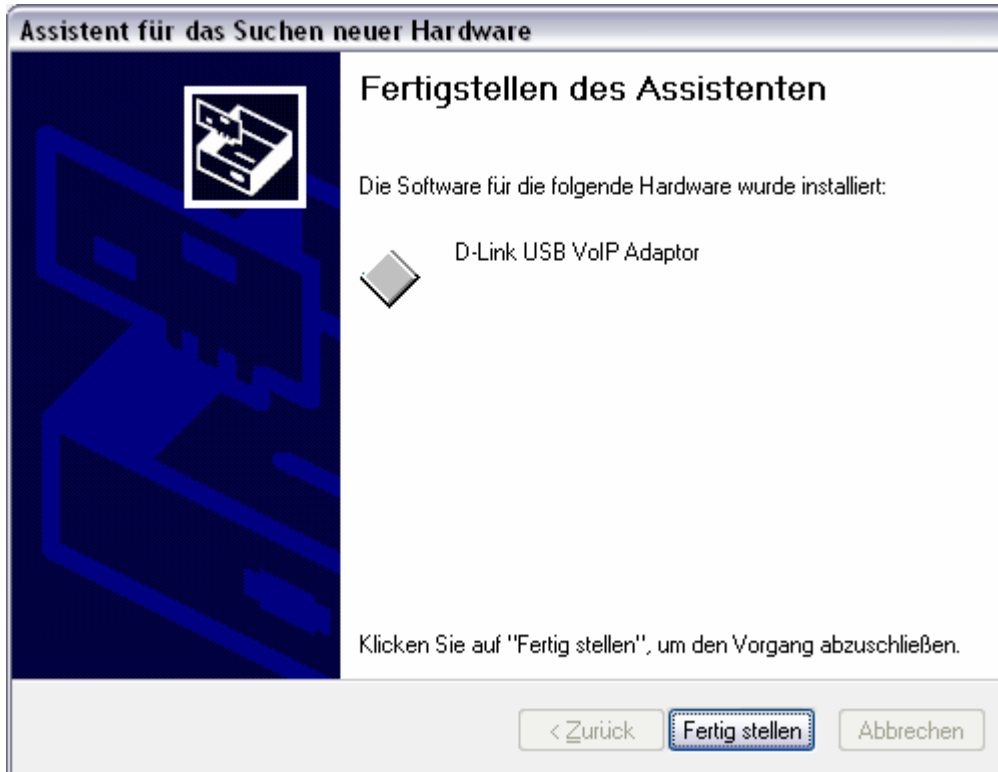 Assistent für das Suchen neuer Hardware
Fertigstellen des Assistenten
Die Software für die folgende Hardware wurde installiert:
D-Link USB VoIP Adaptor
Klicken Sie auf "Fertig stellen", um den Vorgang abzuschließen.
< Zurück
Fertig stellen
Abbrechen